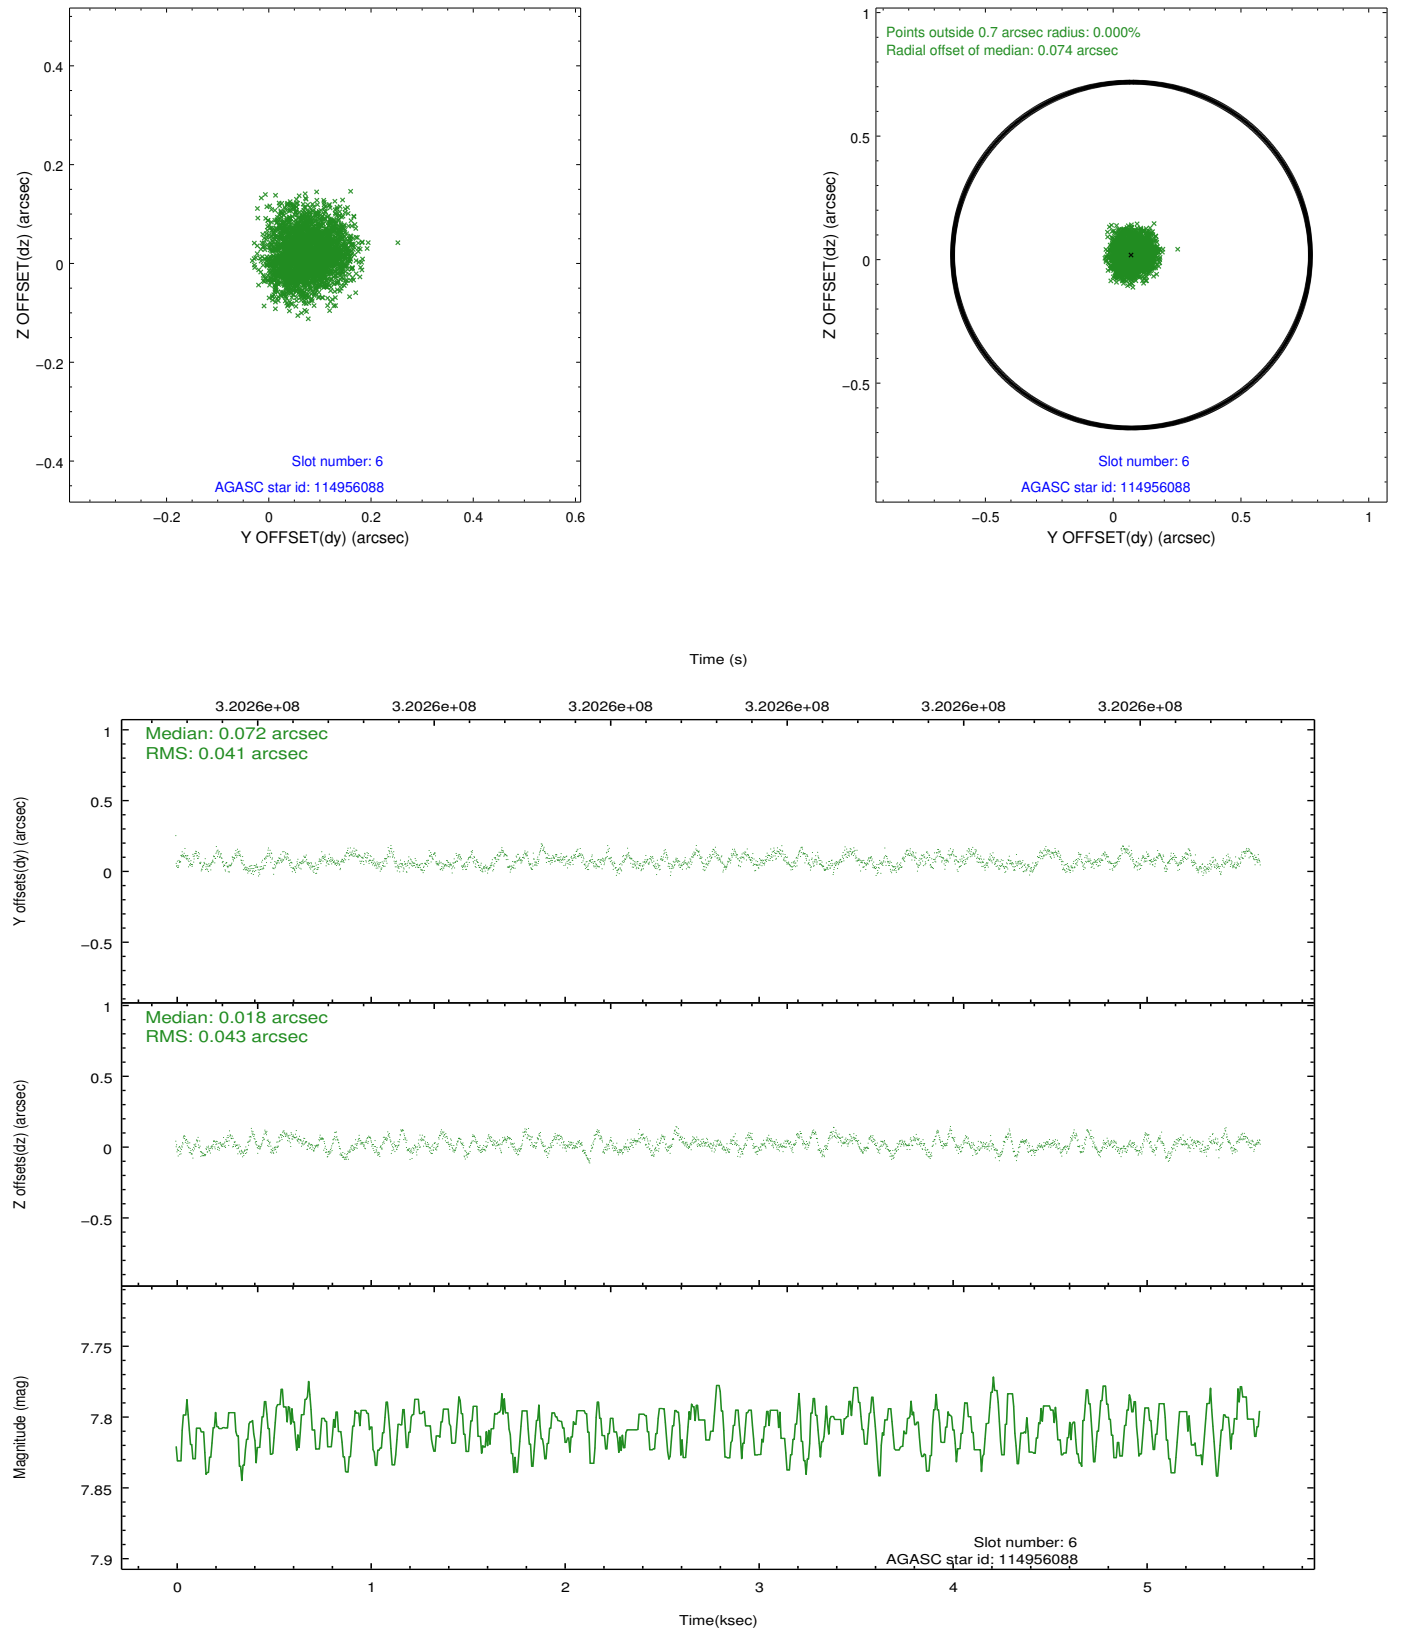 0.4
0.2
0
−0.2
−0.4
Z OFFSET(dz) (arcsec)
Slot number: 6
AGASC star id: 114956088
−0.2 0 0.2 0.4 0.6
Y OFFSET(dy) (arcsec)
Points outside 0.7 arcsec radius: 0.000%
Radial offset of median: 0.074 arcsec
1
0.5
0
−0.5
Z OFFSET(dz) (arcsec)
Slot number: 6
AGASC star id: 114956088
−0.5 0 0.5 1
Y OFFSET(dy) (arcsec)
Time (s)
3.2026e+08 3.2026e+08 3.2026e+08 3.2026e+08 3.2026e+08 3.2026e+08
Median: 0.072 arcsec
RMS: 0.041 arcsec
1
0.5
0
−0.5
Y offsets(dy) (arcsec)
Median: 0.018 arcsec
RMS: 0.043 arcsec
1
0.5
0
−0.5
Z offsets(dz) (arcsec)
7.75
7.8
7.85
7.9
Magnitude (mag)
Slot number: 6
AGASC star id: 114956088
0 1 2 3 4 5
Time(ksec)